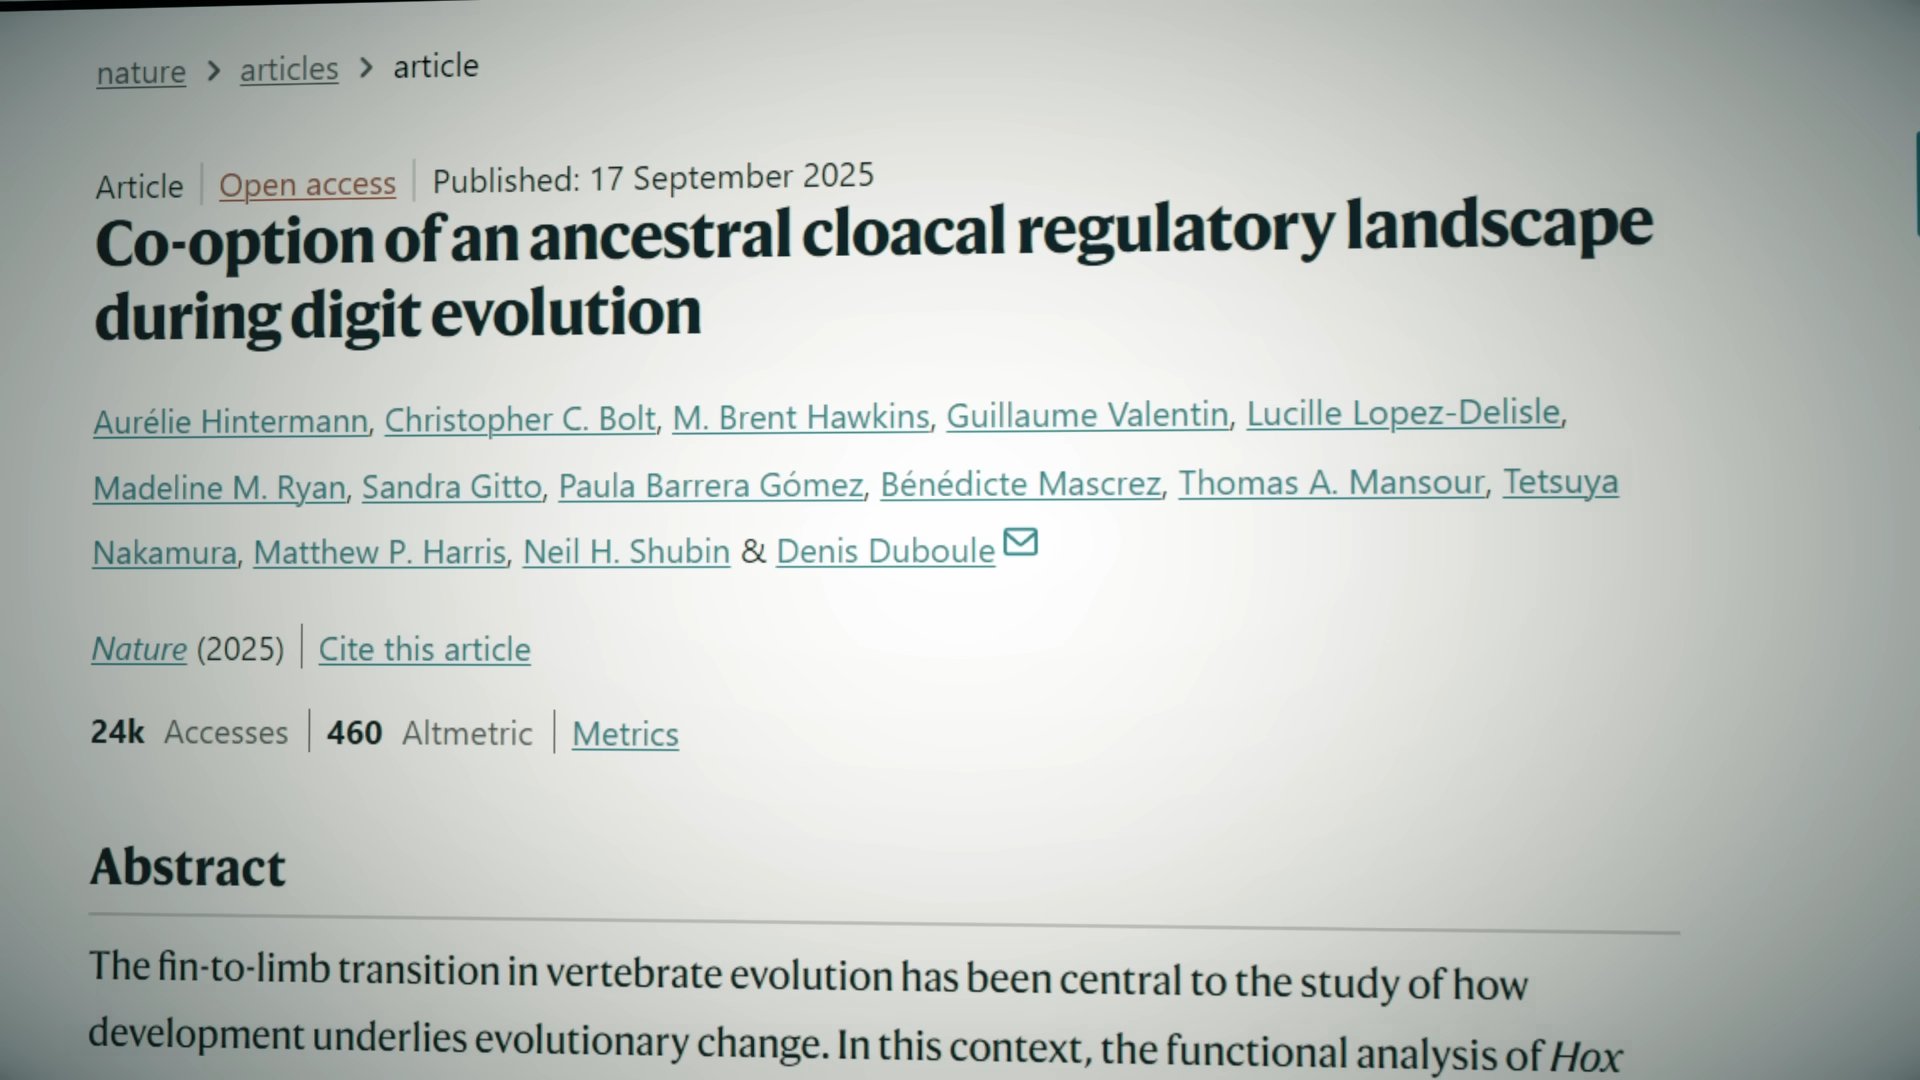 nature > articles > article
Article | Open access | Published: 17 September 2025
Co-option of an ancestral cloacal regulatory landscape
during digit evolution
Aurélie Hintermann, Christopher C. Bolt, M. Brent Hawkins, Guillaume Valentin, Lucille Lopez-Delisle,
Madeline M. Ryan, Sandra Gitto, Paula Barrera Gómez, Bénédicte Mascrez, Thomas A. Mansour, Tetsuya
Nakamura, Matthew P. Harris, Neil H. Shubin & Denis Duboule
Nature (2025) | Cite this article
24k Accesses | 460 Altmetric | Metrics
Abstract
The fin-to-limb transition in vertebrate evolution has been central to the study of how
development underlies evolutionary change. In this context, the functional analysis of Hox